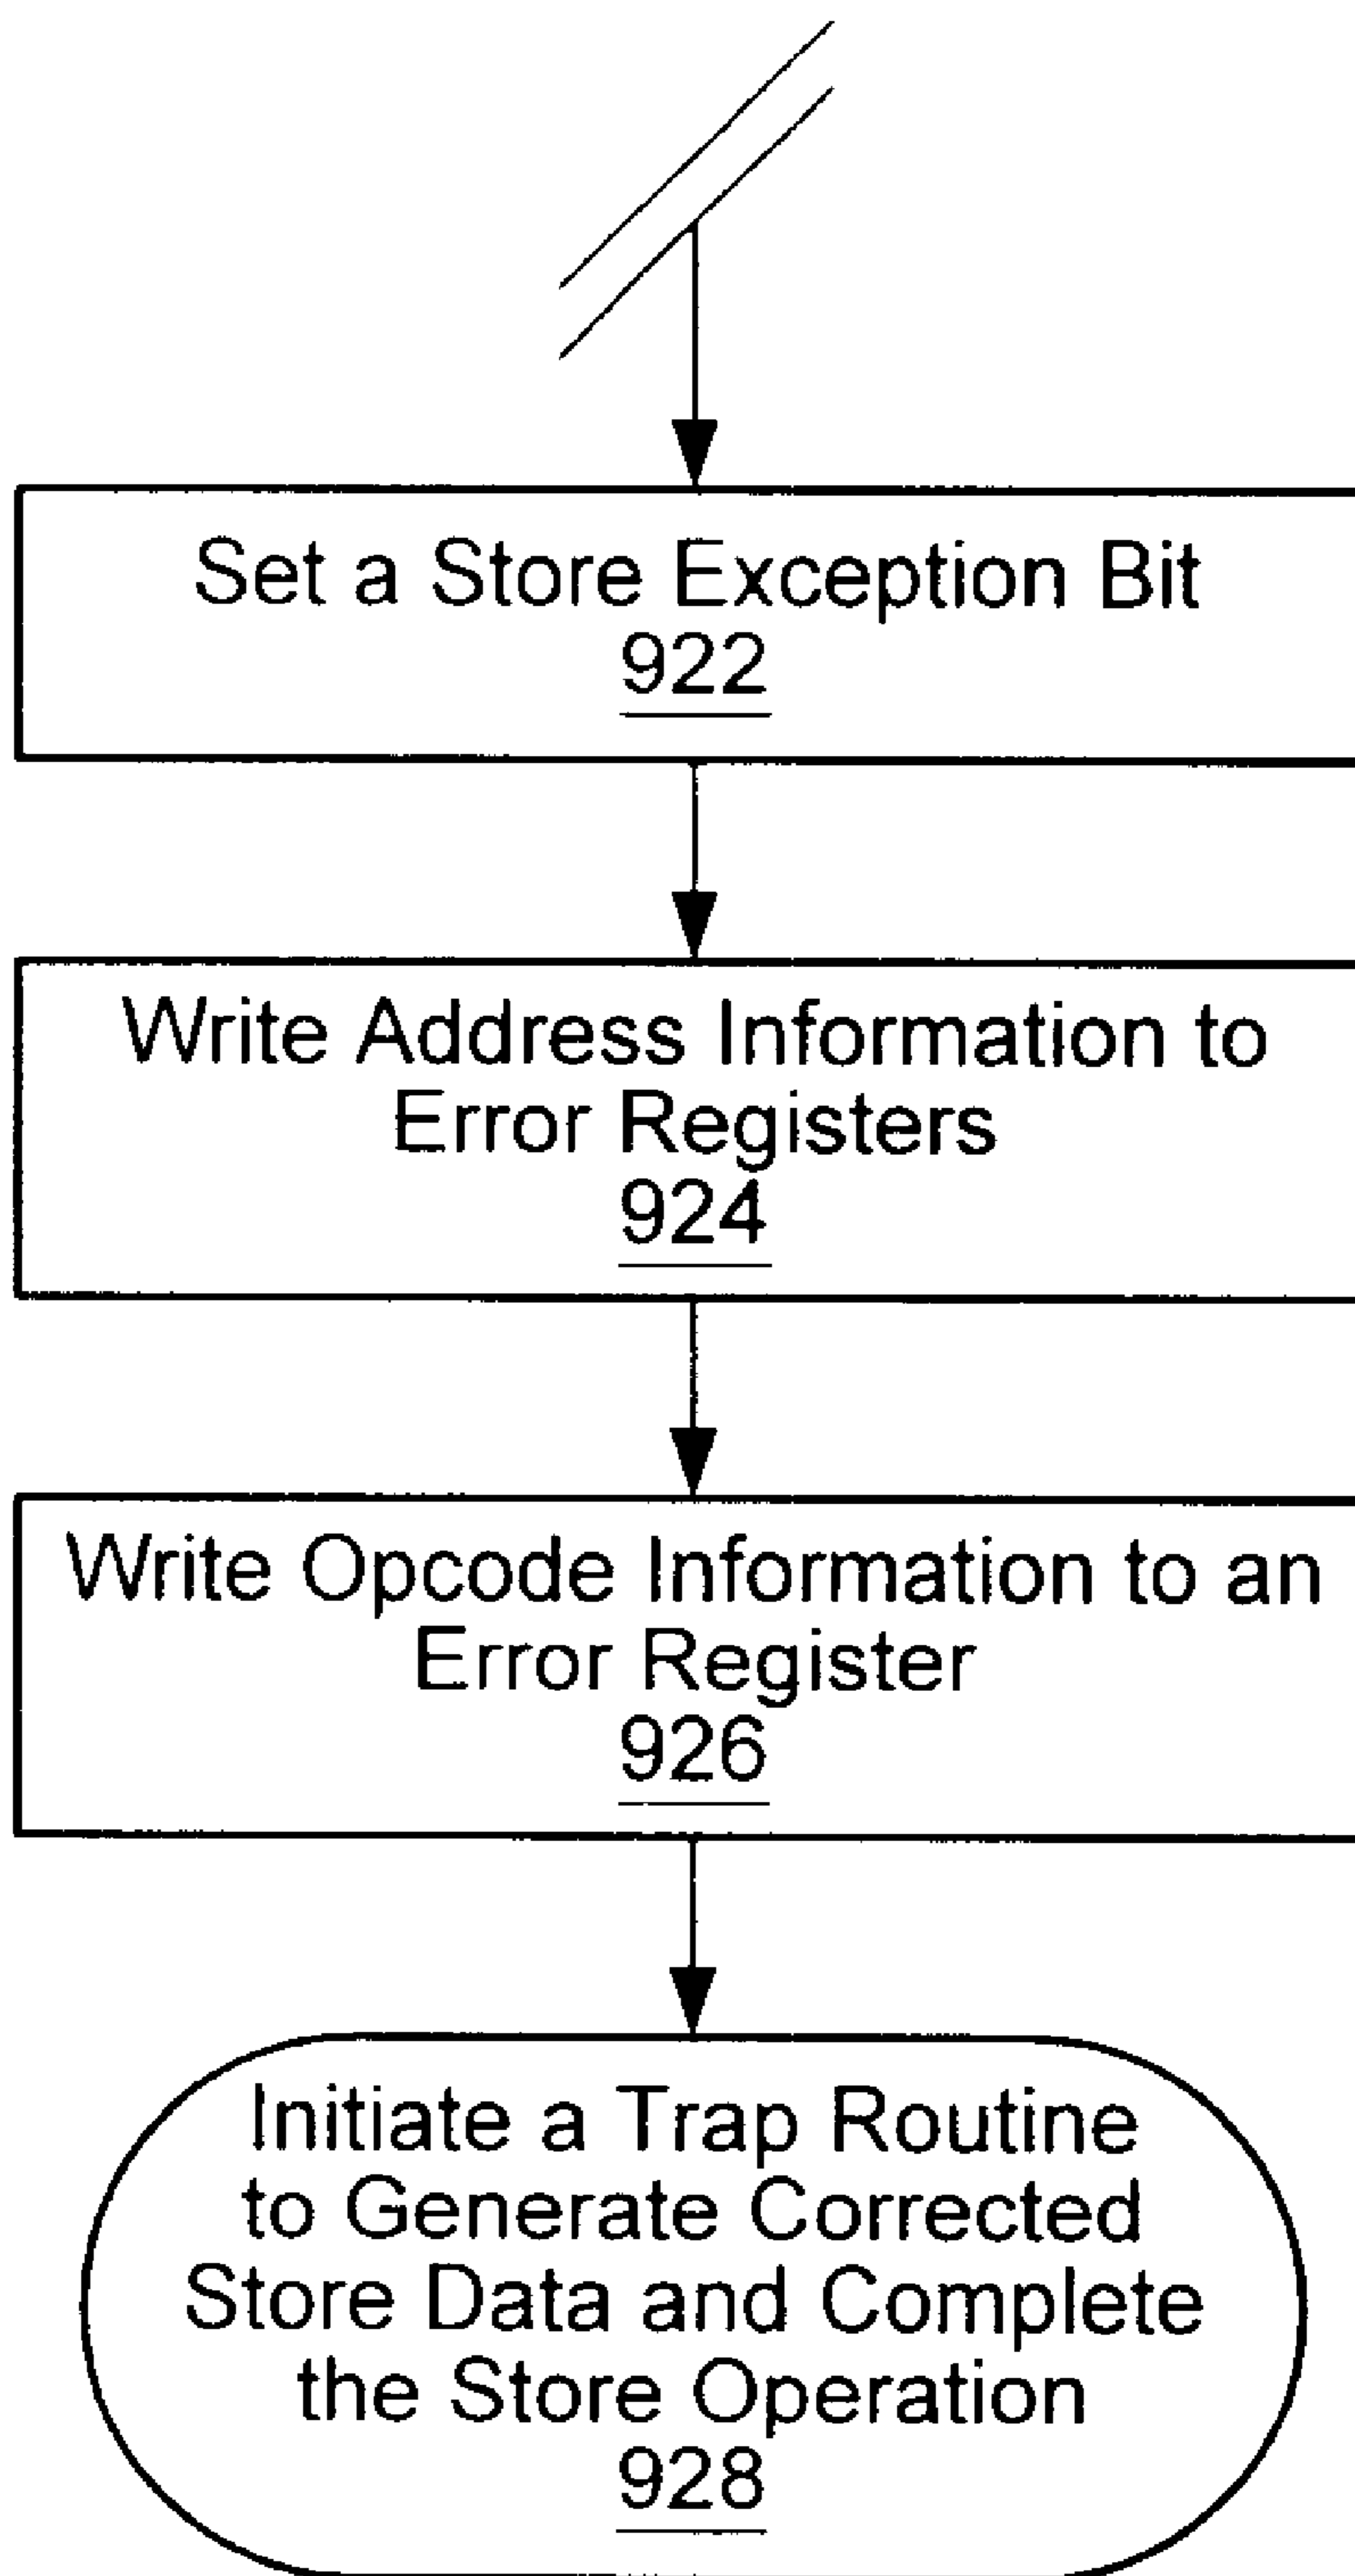 Set a Store Exception Bit
922
Write Address Information to
Error Registers
924
Write Opcode Information to an
Error Register
926
Initiate a Trap Routine
to Generate Corrected
Store Data and Complete
the Store Operation
928